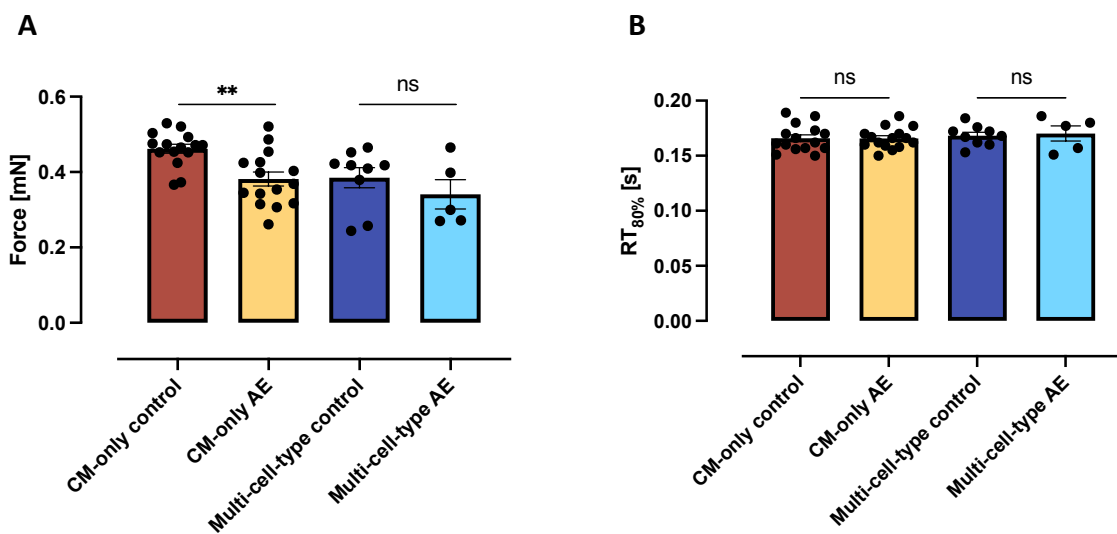 A
Force [mN]
0.6
0.4
0.2
0.0
**
ns
CM-only control
CM-only AE
Multi-cell-type control
Multi-cell-type AE
B
RT80% [s]
0.20
0.15
0.10
0.05
0.00
ns
ns
CM-only control
CM-only AE
Multi-cell-type control
Multi-cell-type AE